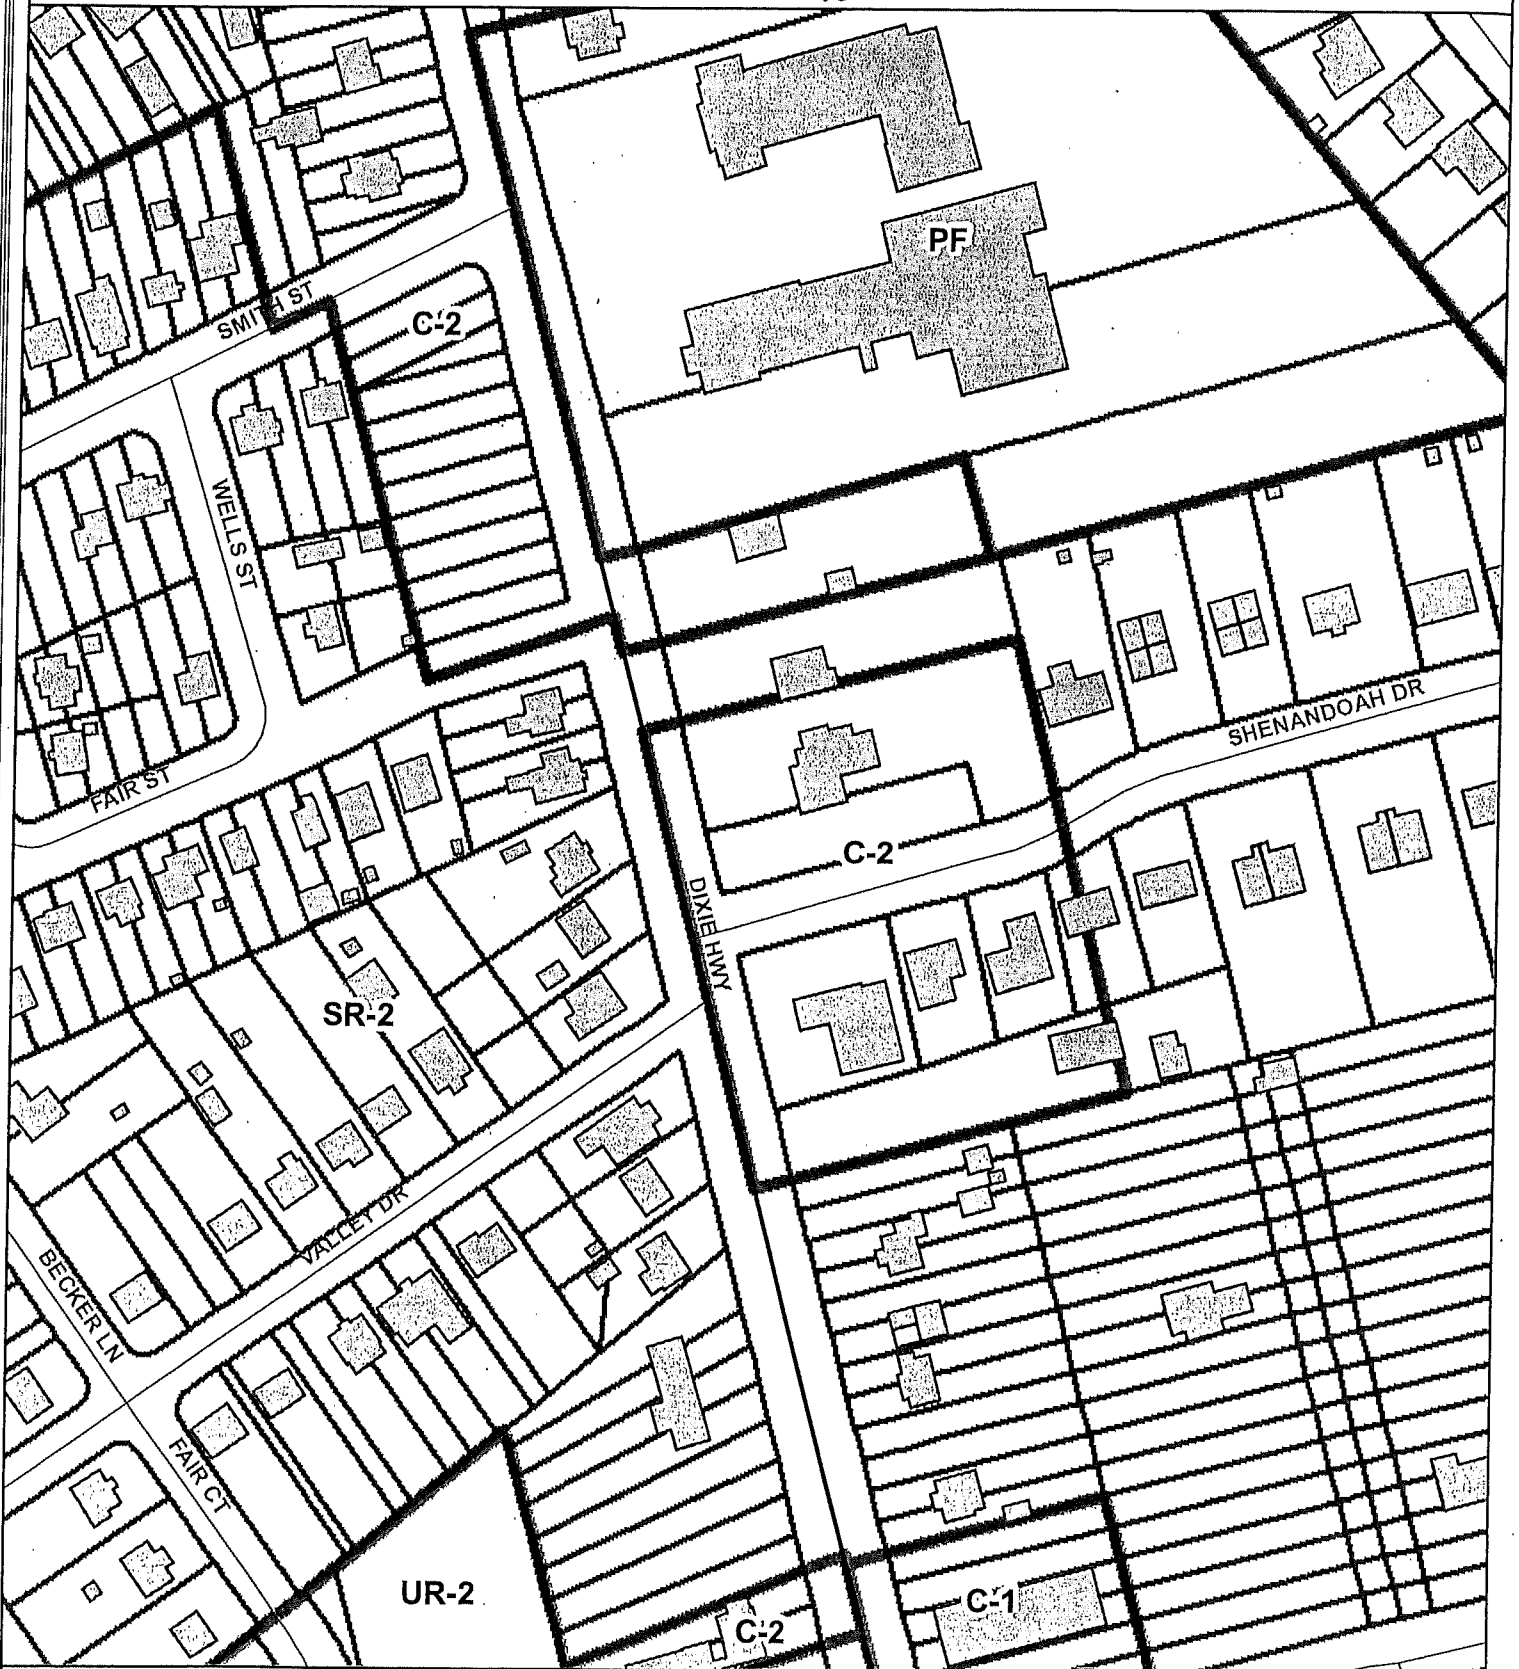 PF
SMITH ST
C-2
WELLS ST
SHENANDOAH DR
FAIR ST
C-2
DIXIE HWY
SR-2
VALLEY DR
BECKER LN
FAIR CT
UR-2
C-1
C-2